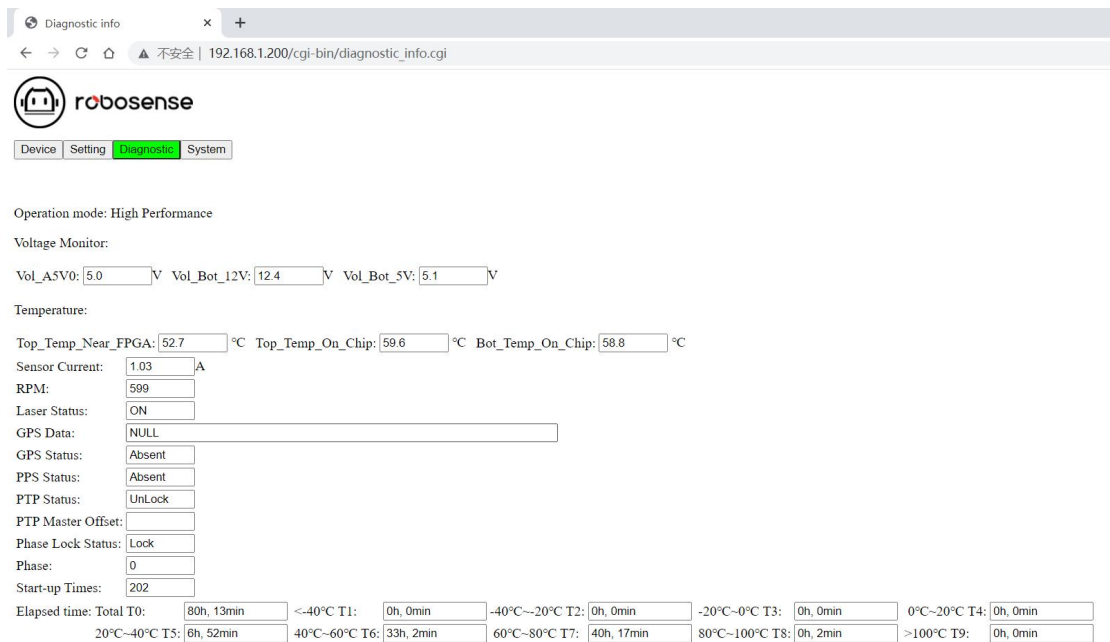 Diagnostic info × +
不安全 | 192.168.1.200/cgi-bin/diagnostic_info.cgi
robosense
Device Setting Diagnostic System
Operation mode: High Performance
Voltage Monitor:
Vol_A5V0: 5.0 V Vol_Bot_12V: 12.4 V Vol_Bot_5V: 5.1 V
Temperature:
Top_Temp_Near_FPGA: 52.7 °C Top_Temp_On_Chip: 59.6 °C Bot_Temp_On_Chip: 58.8 °C
Sensor Current: 1.03 A
RPM: 599
Laser Status: ON
GPS Data: NULL
GPS Status: Absent
PPS Status: Absent
PTP Status: UnLock
PTP Master Offset:
Phase Lock Status: Lock
Phase: 0
Start-up Times: 202
Elapsed time: Total T0: 80h, 13min <-40°C T1: 0h, 0min -40°C~-20°C T2: 0h, 0min -20°C~0°C T3: 0h, 0min 0°C~20°C T4: 0h, 0min
20°C~40°C T5: 6h, 52min 40°C~60°C T6: 33h, 2min 60°C~80°C T7: 40h, 17min 80°C~100°C T8: 0h, 2min >100°C T9: 0h, 0min